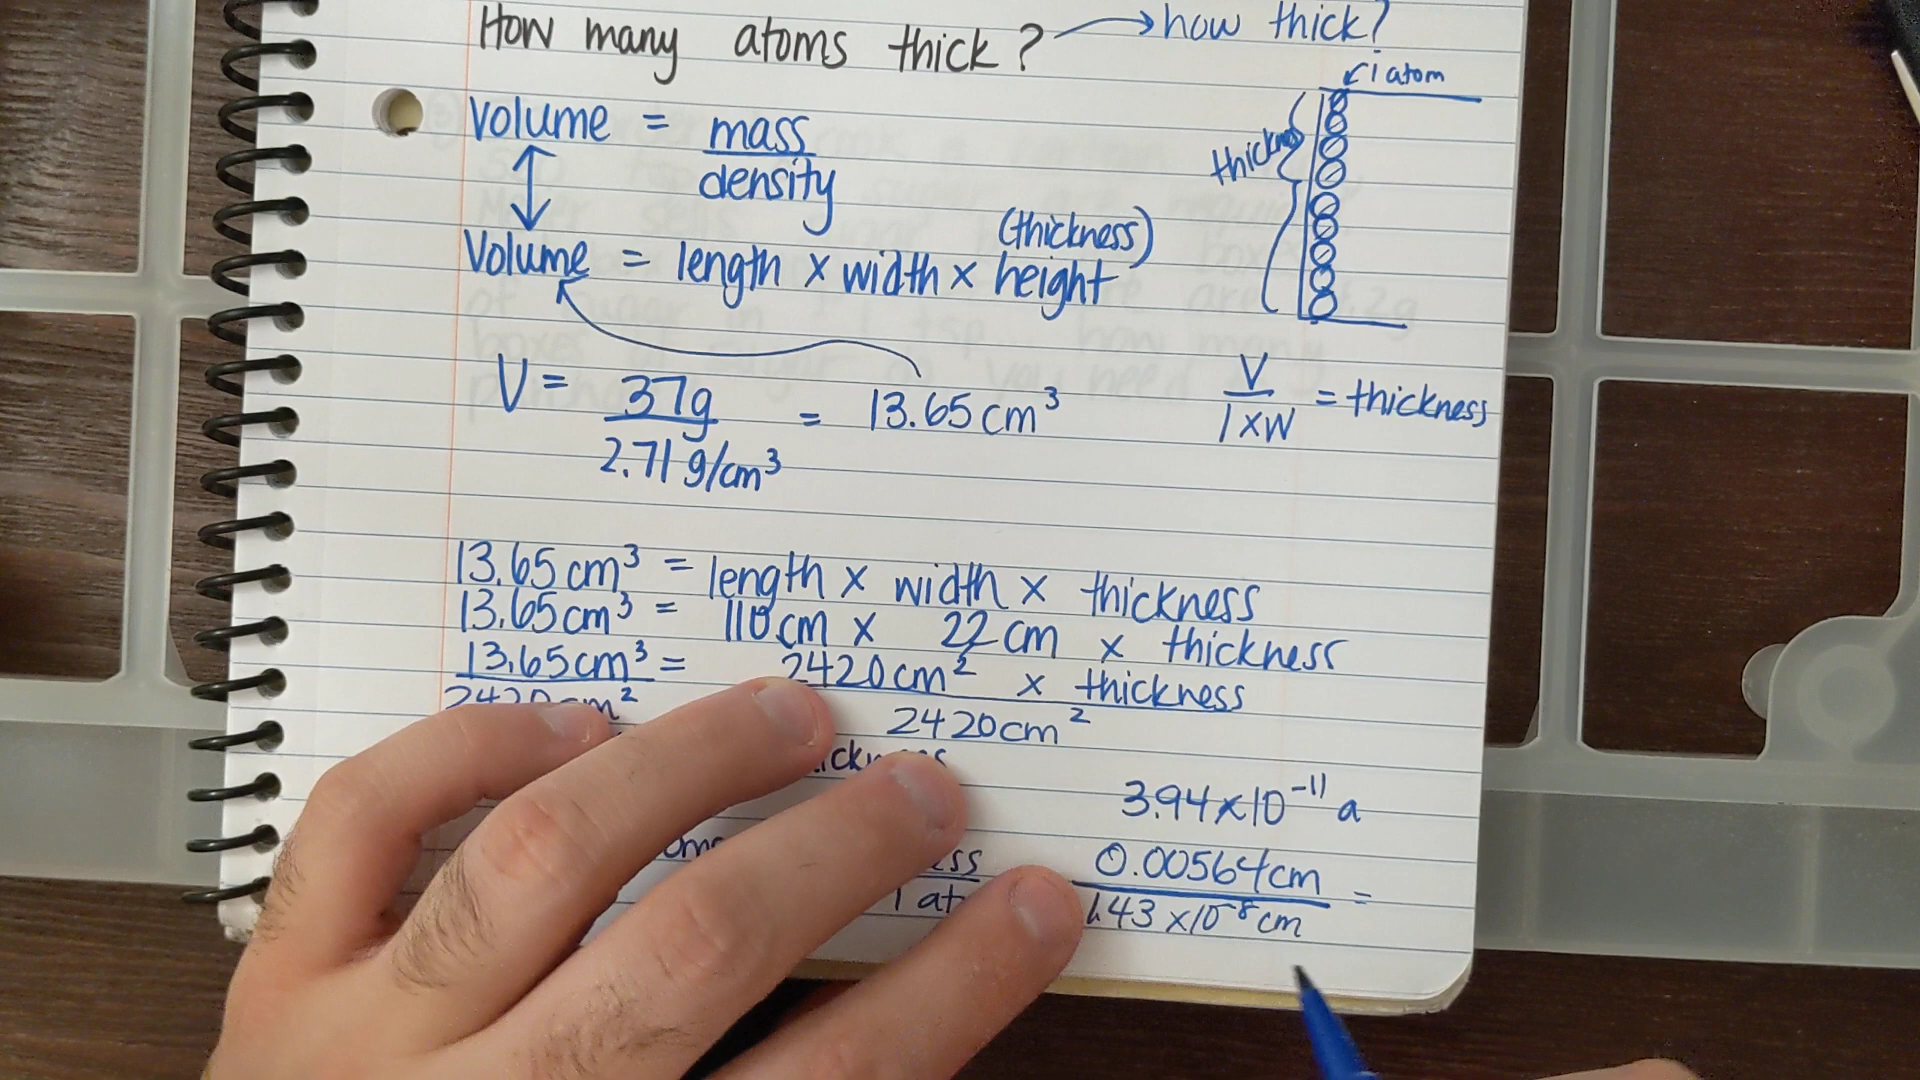 How many atoms thick? → how thick?
1 atom
Volume = mass
density
thickness
(thickness)
Volume = length x width x height
V = 37g = 13.65 cm³
2.71 g/cm³
V = thickness
l x W
13.65 cm³ = length x width x thickness
13.65 cm³ = 110 cm x 22 cm x thickness
13.65 cm³ = 2420 cm² x thickness
2420 cm² 2420 cm²
3.94 x 10⁻¹¹ a
0.00564 cm =
1.43 x 10⁻⁸ cm